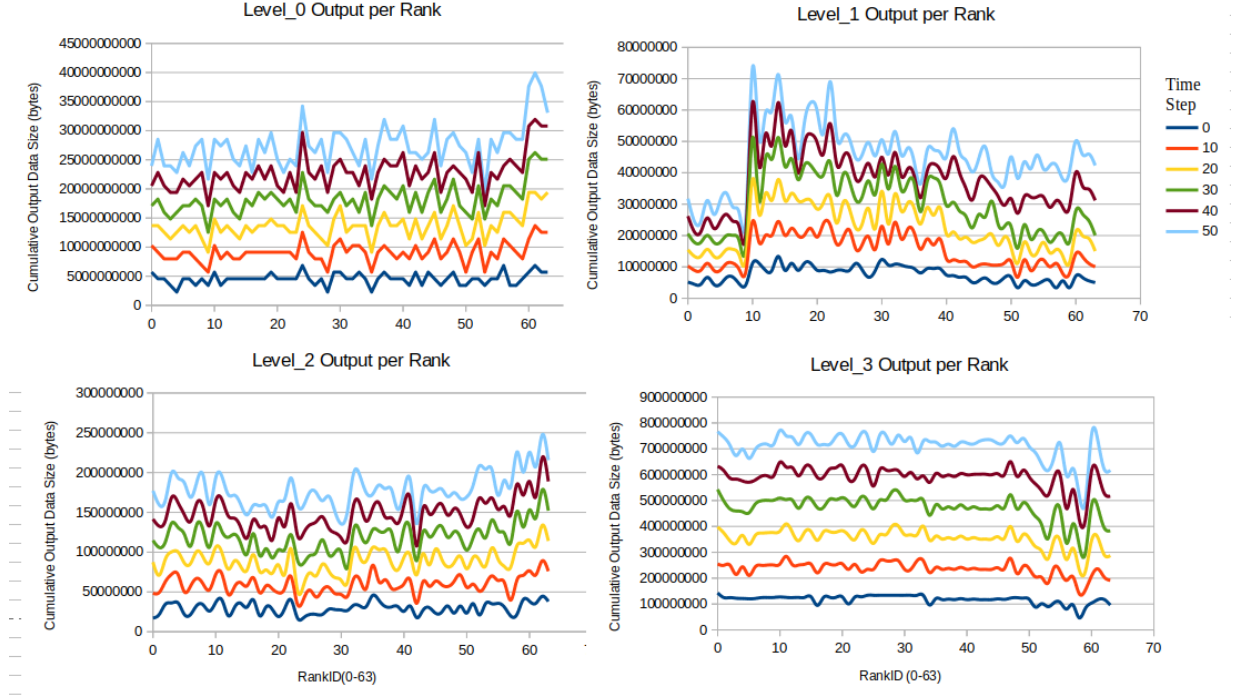 Level_0 Output per Rank
Cumulative Output Data Size (bytes)
45000000000
40000000000
35000000000
30000000000
25000000000
20000000000
15000000000
10000000000
5000000000
0
0 10 20 30 40 50 60
Level_1 Output per Rank
Cumulative Output Data Size (bytes)
80000000
70000000
60000000
50000000
40000000
30000000
20000000
10000000
0
0 10 20 30 40 50 60 70
Time
Step
0
10
20
30
40
50
Level_2 Output per Rank
Cumulative Output Data Size (bytes)
300000000
250000000
200000000
150000000
100000000
50000000
0
0 10 20 30 40 50 60
RankID(0-63)
Level_3 Output per Rank
Cumulative Output Data Size (bytes)
900000000
800000000
700000000
600000000
500000000
400000000
300000000
200000000
100000000
0
0 10 20 30 40 50 60 70
RankID (0-63)